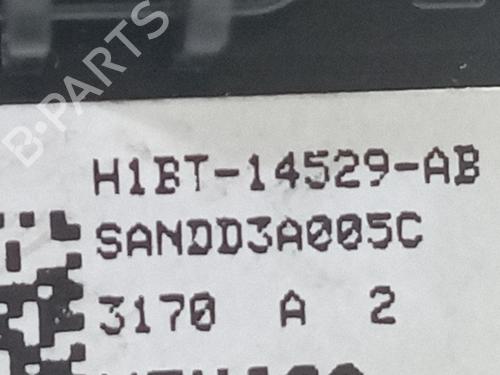 B-PARTS
H1BT-14529-AB
SANDD3A005C
3170 A 2